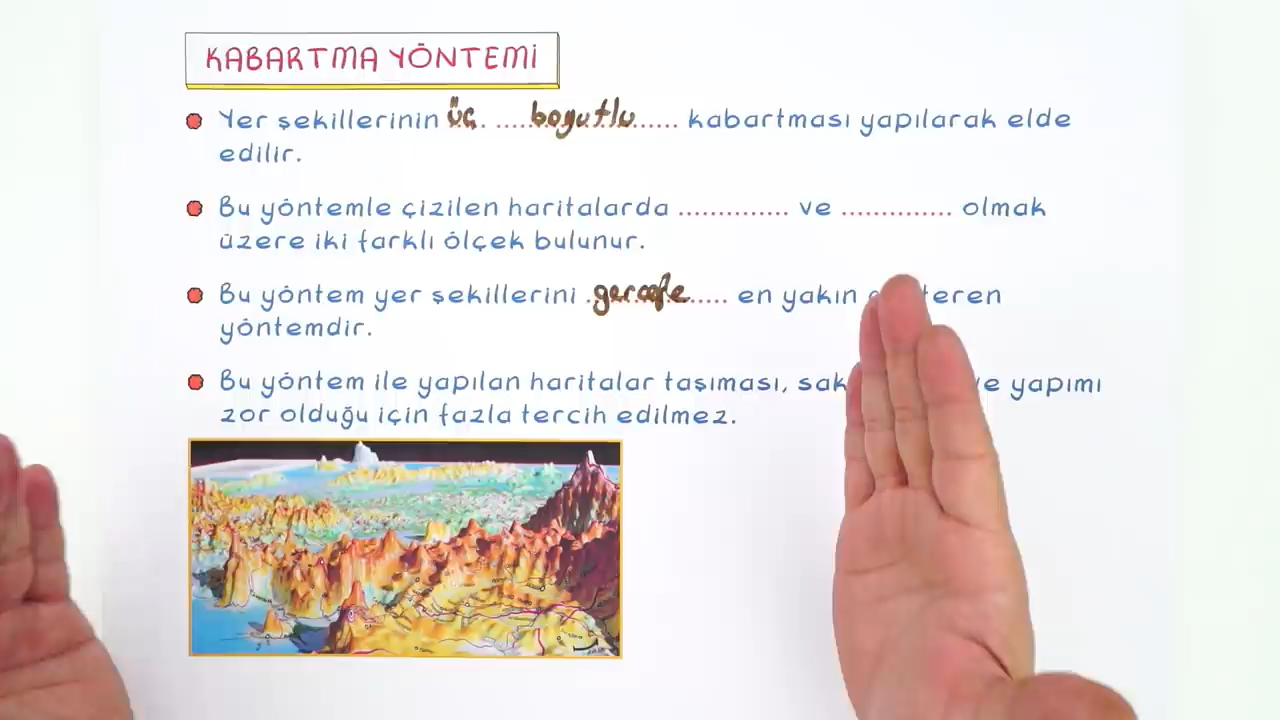 KABARTMA YÖNTEMİ
Yer şekillerinin üç boyutlu kabartması yapılarak elde
edilir.
Bu yöntemle çizilen haritalarda .............. ve .............. olmak
üzere iki farklı ölçek bulunur.
Bu yöntem yer şekillerini gerçeğe en yakın
yöntemdir.
Bu yöntem ile yapılan haritalar taşıması, yapımı
zor olduğu için fazla tercih edilmez.